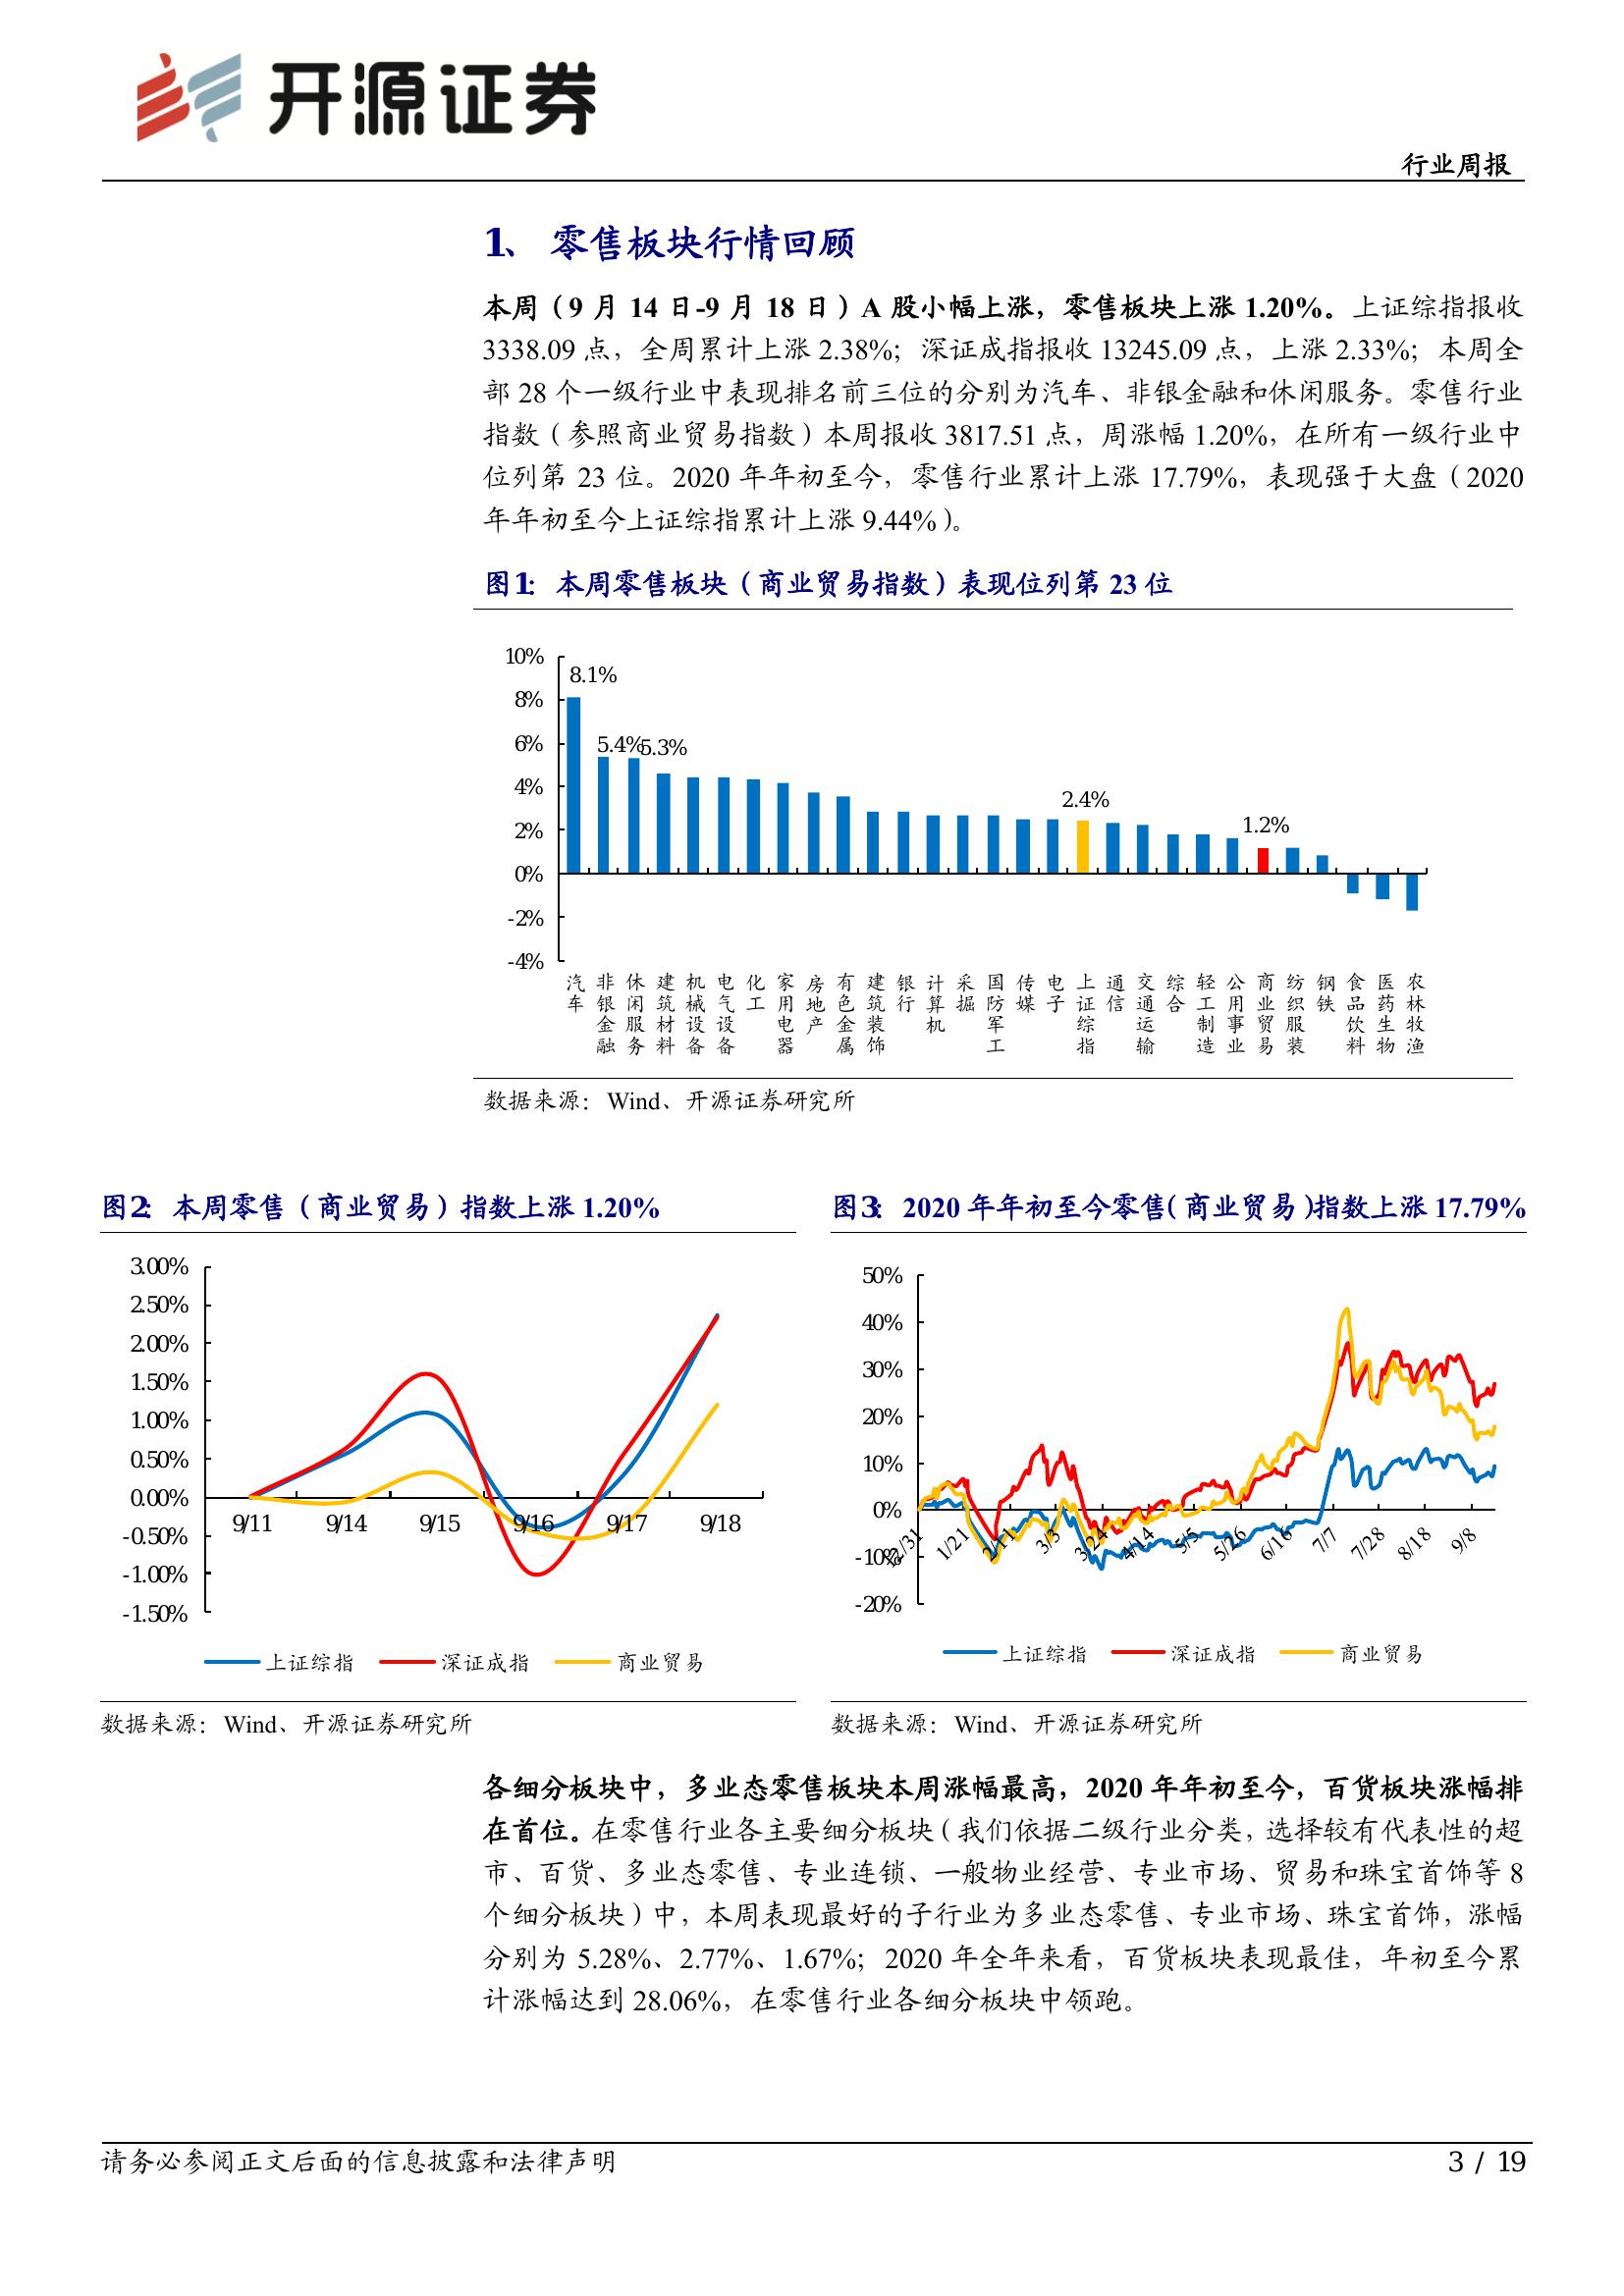 开源证券
行业周报
1、 零售板块行情回顾
本周（9 月 14 日-9 月 18 日）A 股小幅上涨，零售板块上涨 1.20%。上证综指报收
3338.09 点，全周累计上涨 2.38%；深证成指报收 13245.09 点，上涨 2.33%；本周全
部 28 个一级行业中表现排名前三位的分别为汽车、非银金融和休闲服务。零售行业
指数（参照商业贸易指数）本周报收 3817.51 点，周涨幅 1.20%，在所有一级行业中
位列第 23 位。2020 年年初至今，零售行业累计上涨 17.79%，表现强于大盘（2020
年年初至今上证综指累计上涨 9.44%）。
图1：本周零售板块（商业贸易指数）表现位列第 23 位
10%
8%
6%
4%
2%
0%
-2%
-4%
8.1%
5.4%
5.3%
2.4%
1.2%
汽车
非银金融
休闲服务
建筑材料
机械设备
电气设备
化工
家用电器
房地产
有色金属
建筑装饰
银行
计算机
采掘
国防军工
传媒
电子
上证综指
通信
交通运输
综合
轻工制造
公用事业
商业贸易
纺织服装
钢铁
食品饮料
医药生物
农林牧渔
数据来源：Wind、开源证券研究所
图2：本周零售（商业贸易）指数上涨 1.20%
3.00%
2.50%
2.00%
1.50%
1.00%
0.50%
0.00%
-0.50%
-1.00%
-1.50%
9/11 9/14 9/15 9/16 9/17 9/18
上证综指 深证成指 商业贸易
数据来源：Wind、开源证券研究所
图3：2020 年年初至今零售（商业贸易）指数上涨 17.79%
50%
40%
30%
20%
10%
0%
-10%
-20%
12/31 1/21 2/11 3/3 3/24 4/14 5/5 5/26 6/16 7/7 7/28 8/18 9/8
上证综指 深证成指 商业贸易
数据来源：Wind、开源证券研究所
各细分板块中，多业态零售板块本周涨幅最高，2020 年年初至今，百货板块涨幅排
在首位。在零售行业各主要细分板块（我们依据二级行业分类，选择较有代表性的超
市、百货、多业态零售、专业连锁、一般物业经营、专业市场、贸易和珠宝首饰等 8
个细分板块）中，本周表现最好的子行业为多业态零售、专业市场、珠宝首饰，涨幅
分别为 5.28%、2.77%、1.67%；2020 年全年来看，百货板块表现最佳，年初至今累
计涨幅达到 28.06%，在零售行业各细分板块中领跑。
请务必参阅正文后面的信息披露和法律声明
3 / 19